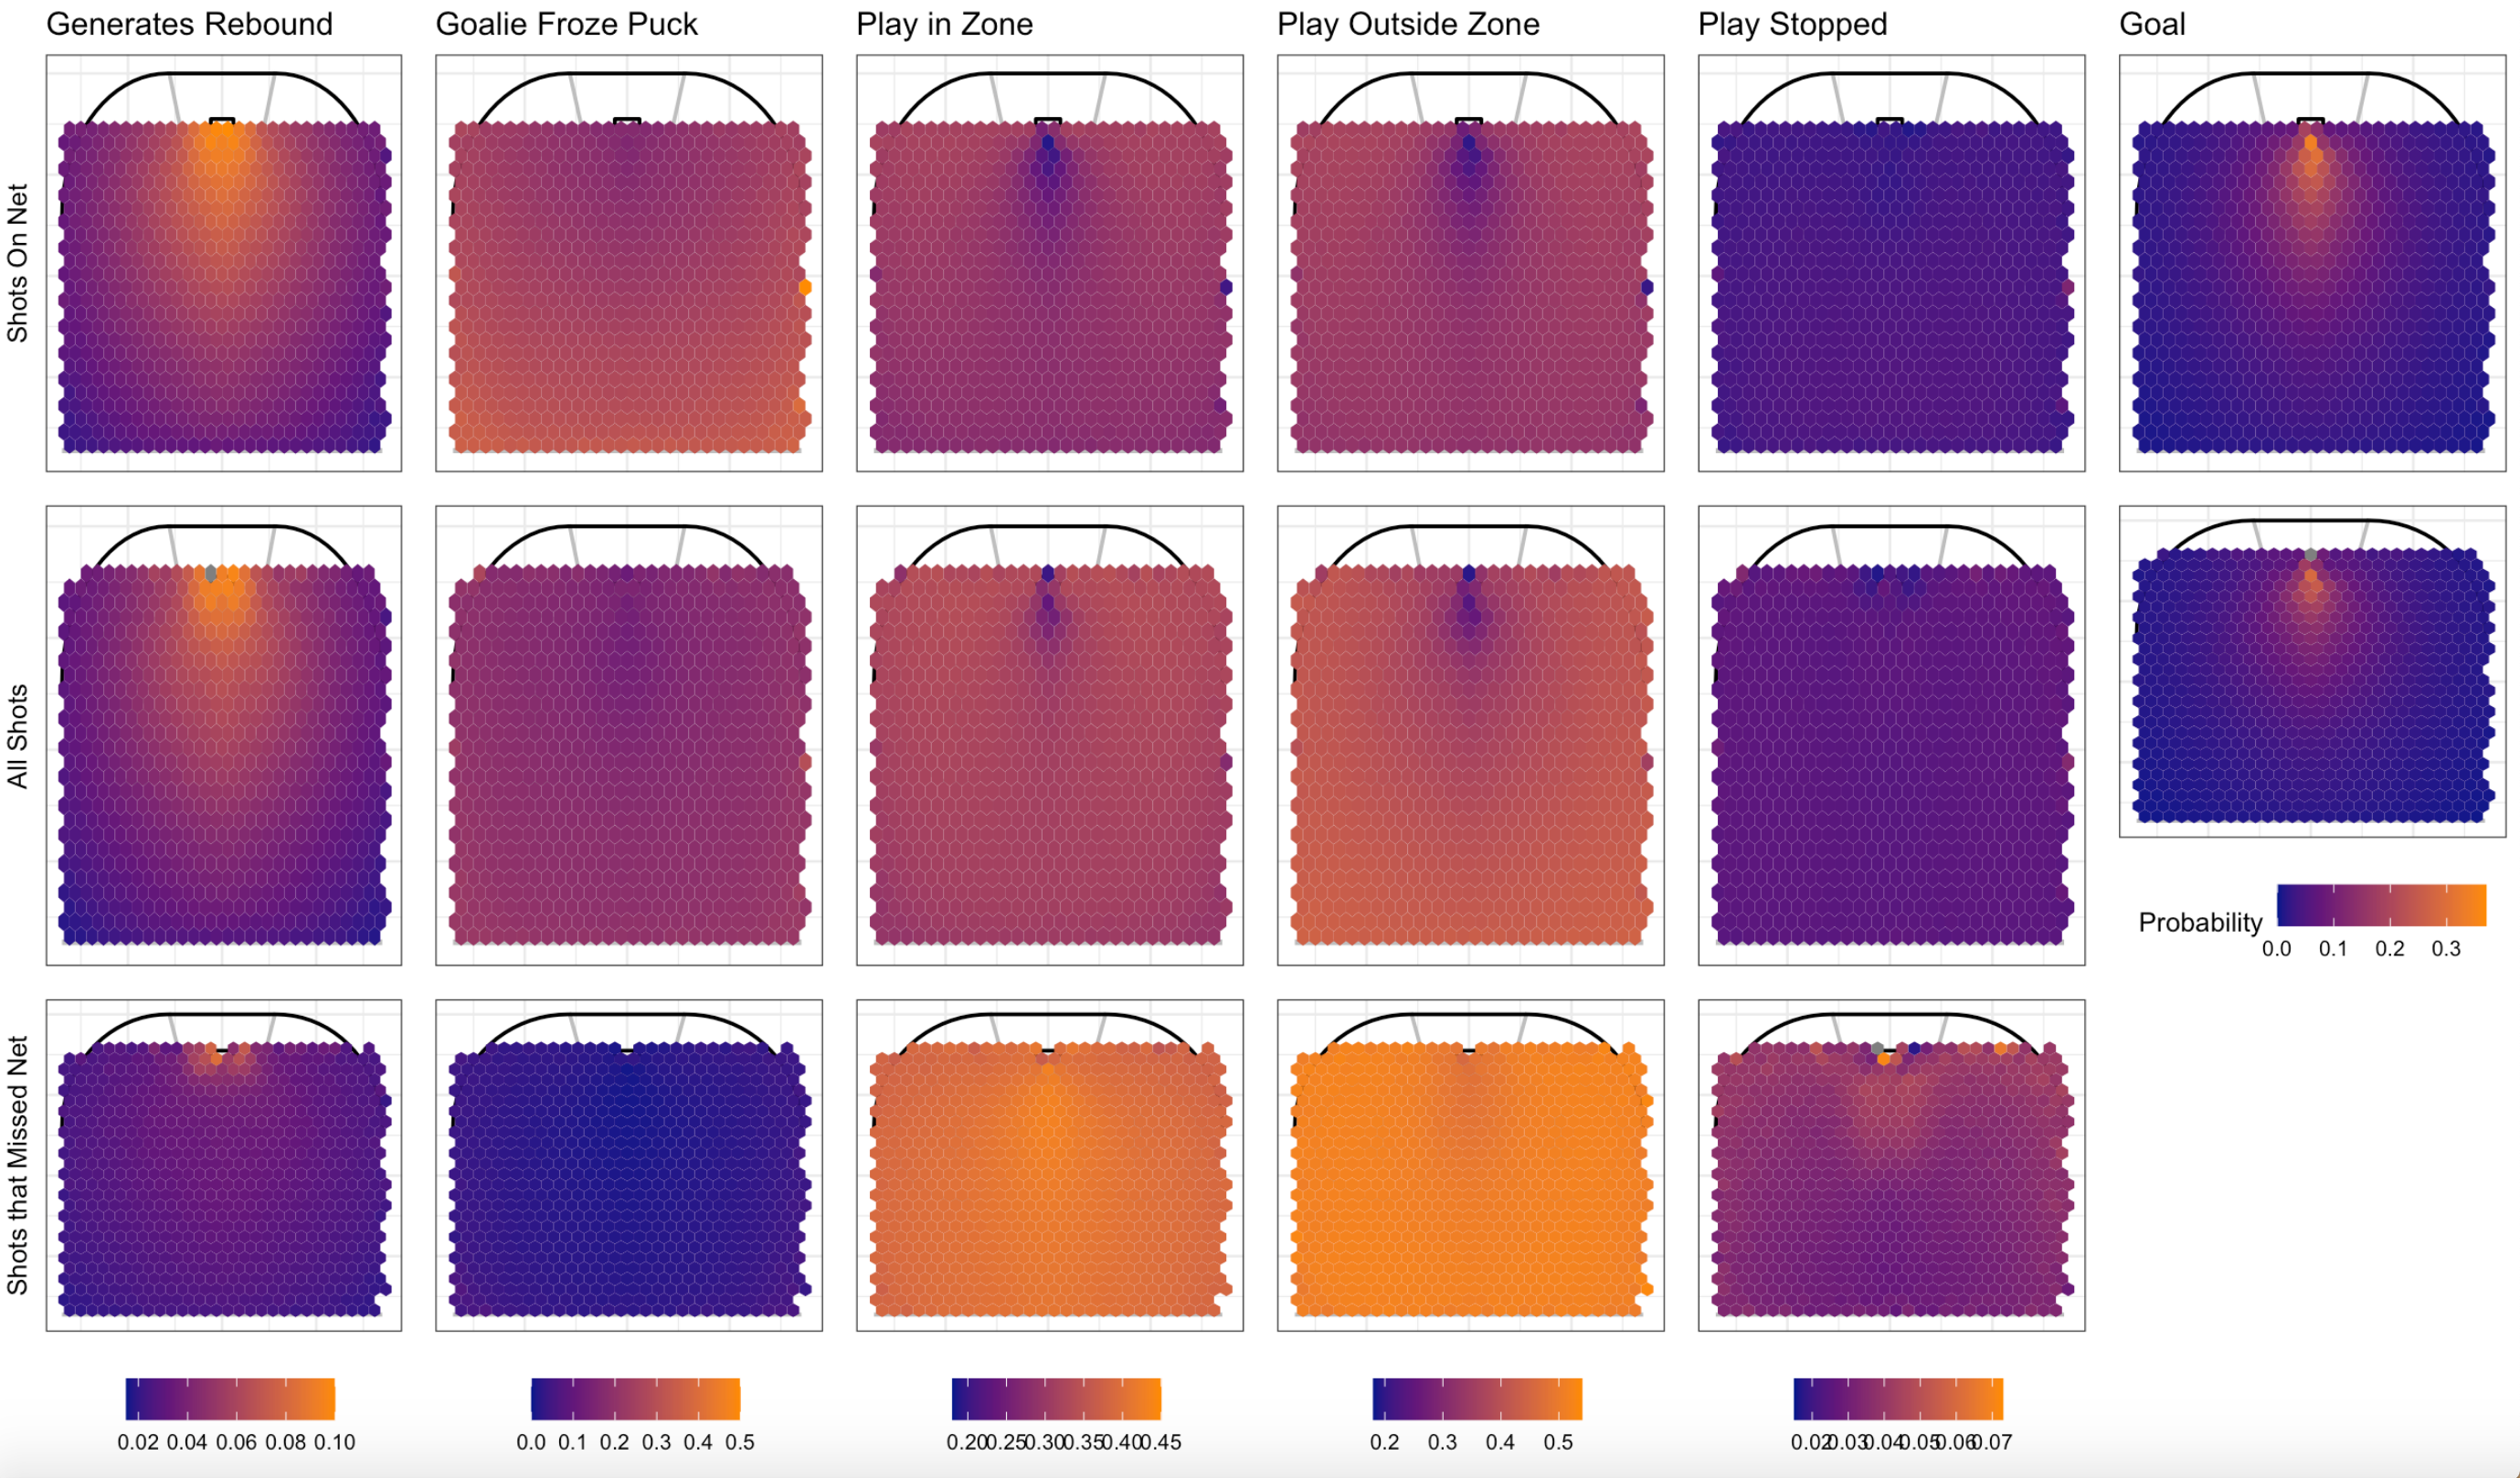 Generates Rebound
Goalie Froze Puck
Play in Zone
Play Outside Zone
Play Stopped
Goal
Shots On Net
All Shots
Probability
0.0 0.1 0.2 0.3
Shots that Missed Net
0.02 0.04 0.06 0.08 0.10
0.0 0.1 0.2 0.3 0.4 0.5
0.20 0.25 0.30 0.35 0.40 0.45
0.2 0.3 0.4 0.5
0.02 0.03 0.04 0.05 0.06 0.07